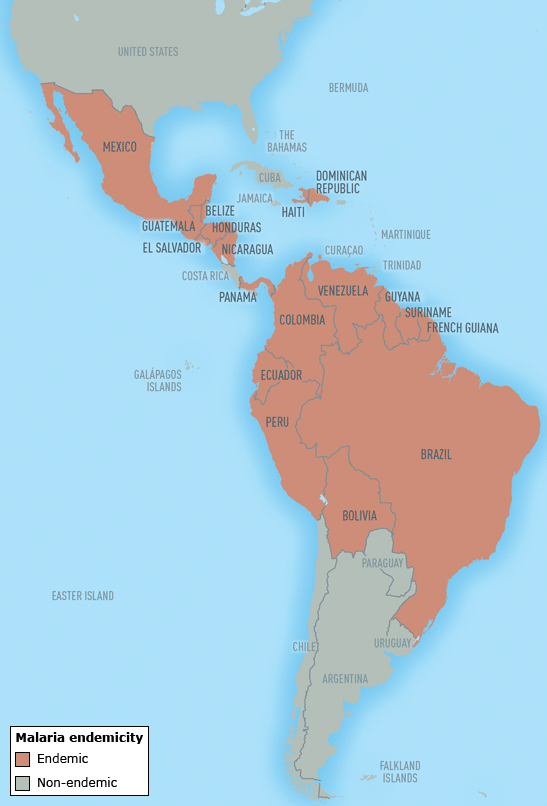 UNITED STATES
BERMUDA
THE
BAHAMAS
MEXICO
CUBA
DOMINICAN
REPUBLIC
JAMAICA
HAITI
BELIZE
GUATEMALA
HONDURAS
MARTINIQUE
EL SALVADOR
NICARAGUA
CURAÇAO
TRINIDAD
COSTA RICA
PANAMA
VENEZUELA
GUYANA
SURINAME
COLOMBIA
FRENCH GUIANA
GALÁPAGOS
ISLANDS
ECUADOR
PERU
BRAZIL
BOLIVIA
PARAGUAY
EASTER ISLAND
CHILE
URUGUAY
ARGENTINA
FALKLAND
ISLANDS
Malaria endemicity
Endemic
Non-endemic